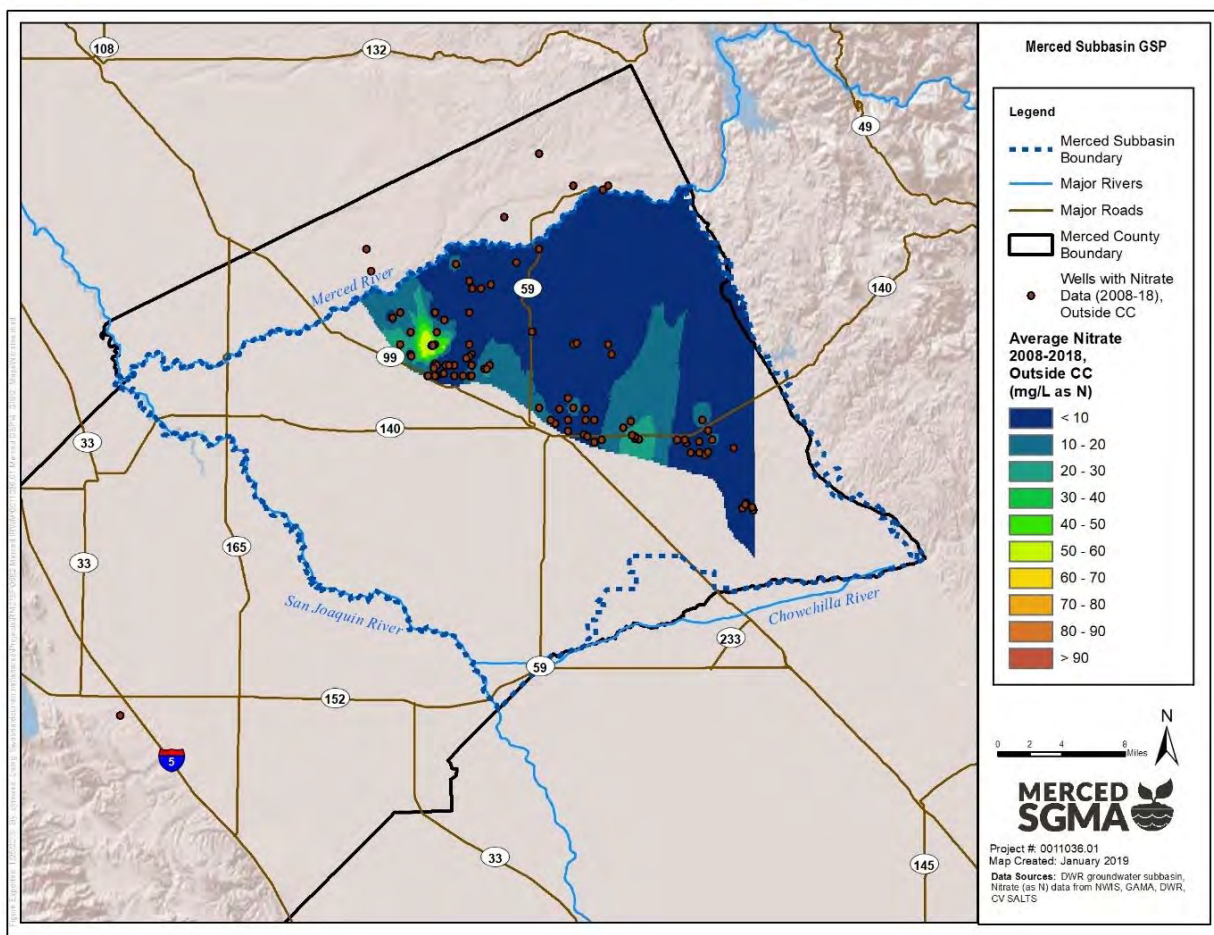 108
132
49
Merced River
59
140
99
140
33
165
33
San Joaquin River
Chowchilla River
233
59
152
5
33
145
Merced Subbasin GSP
Legend
Merced Subbasin
Boundary
Major Rivers
Major Roads
Merced County
Boundary
Wells with Nitrate
Data (2008-18),
Outside CC
Average Nitrate
2008-2018,
Outside CC
(mg/L as N)
< 10
10 - 20
20 - 30
30 - 40
40 - 50
50 - 60
60 - 70
70 - 80
80 - 90
> 90
N
0 2 4 8
Miles
MERCED
SGMA
Project #: 0011036.01
Map Created: January 2019
Data Sources: DWR groundwater subbasin,
Nitrate (as N) data from NWIS, GAMA, DWR,
CV SALTS